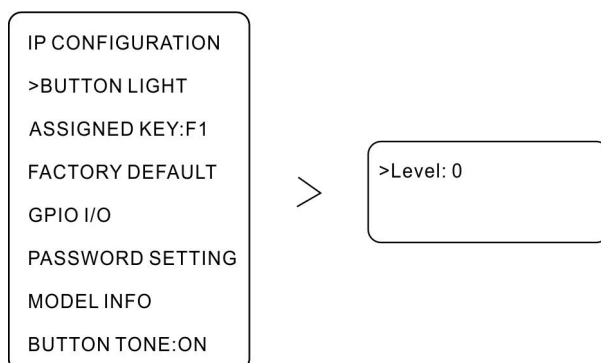 IP CONFIGURATION
>BUTTON LIGHT
ASSIGNED KEY:F1
FACTORY DEFAULT
GPIO I/O
PASSWORD SETTING
MODEL INFO
BUTTON TONE:ON
>
>Level: 0